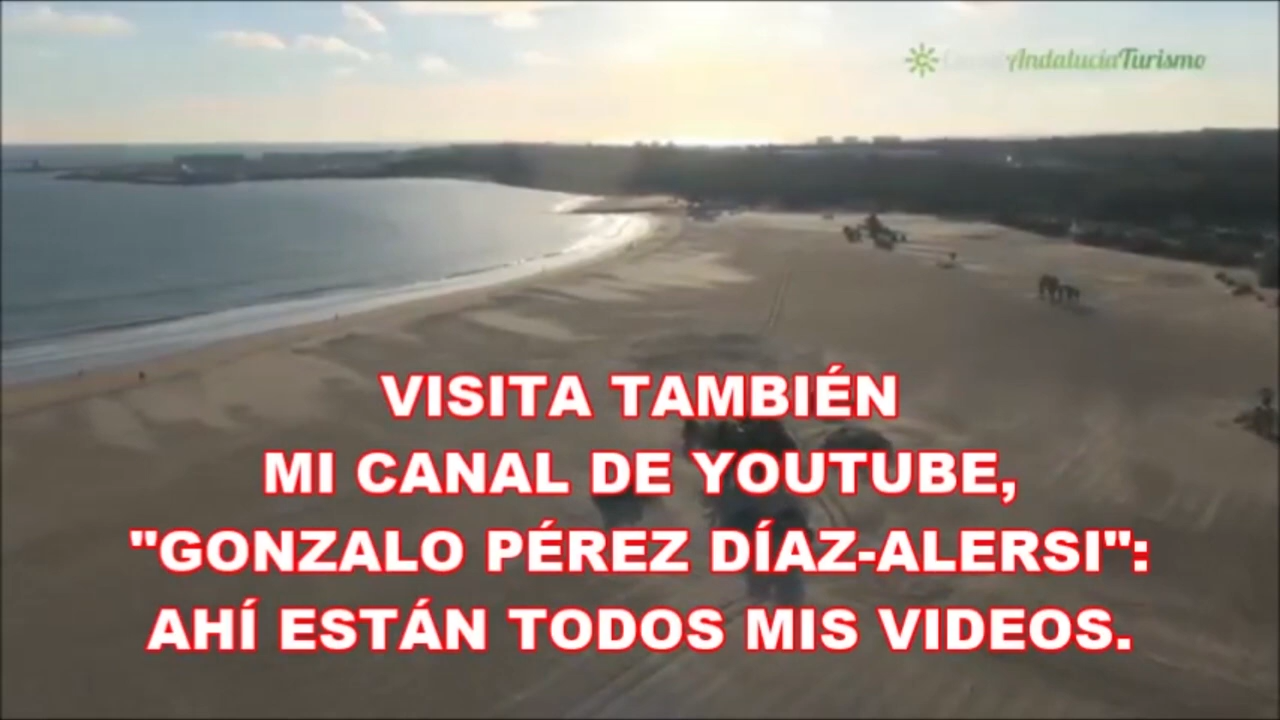 AndalucíaTurismo
VISITA TAMBIÉN
MI CANAL DE YOUTUBE,
"GONZALO PÉREZ DÍAZ-ALERSI":
AHÍ ESTÁN TODOS MIS VIDEOS.